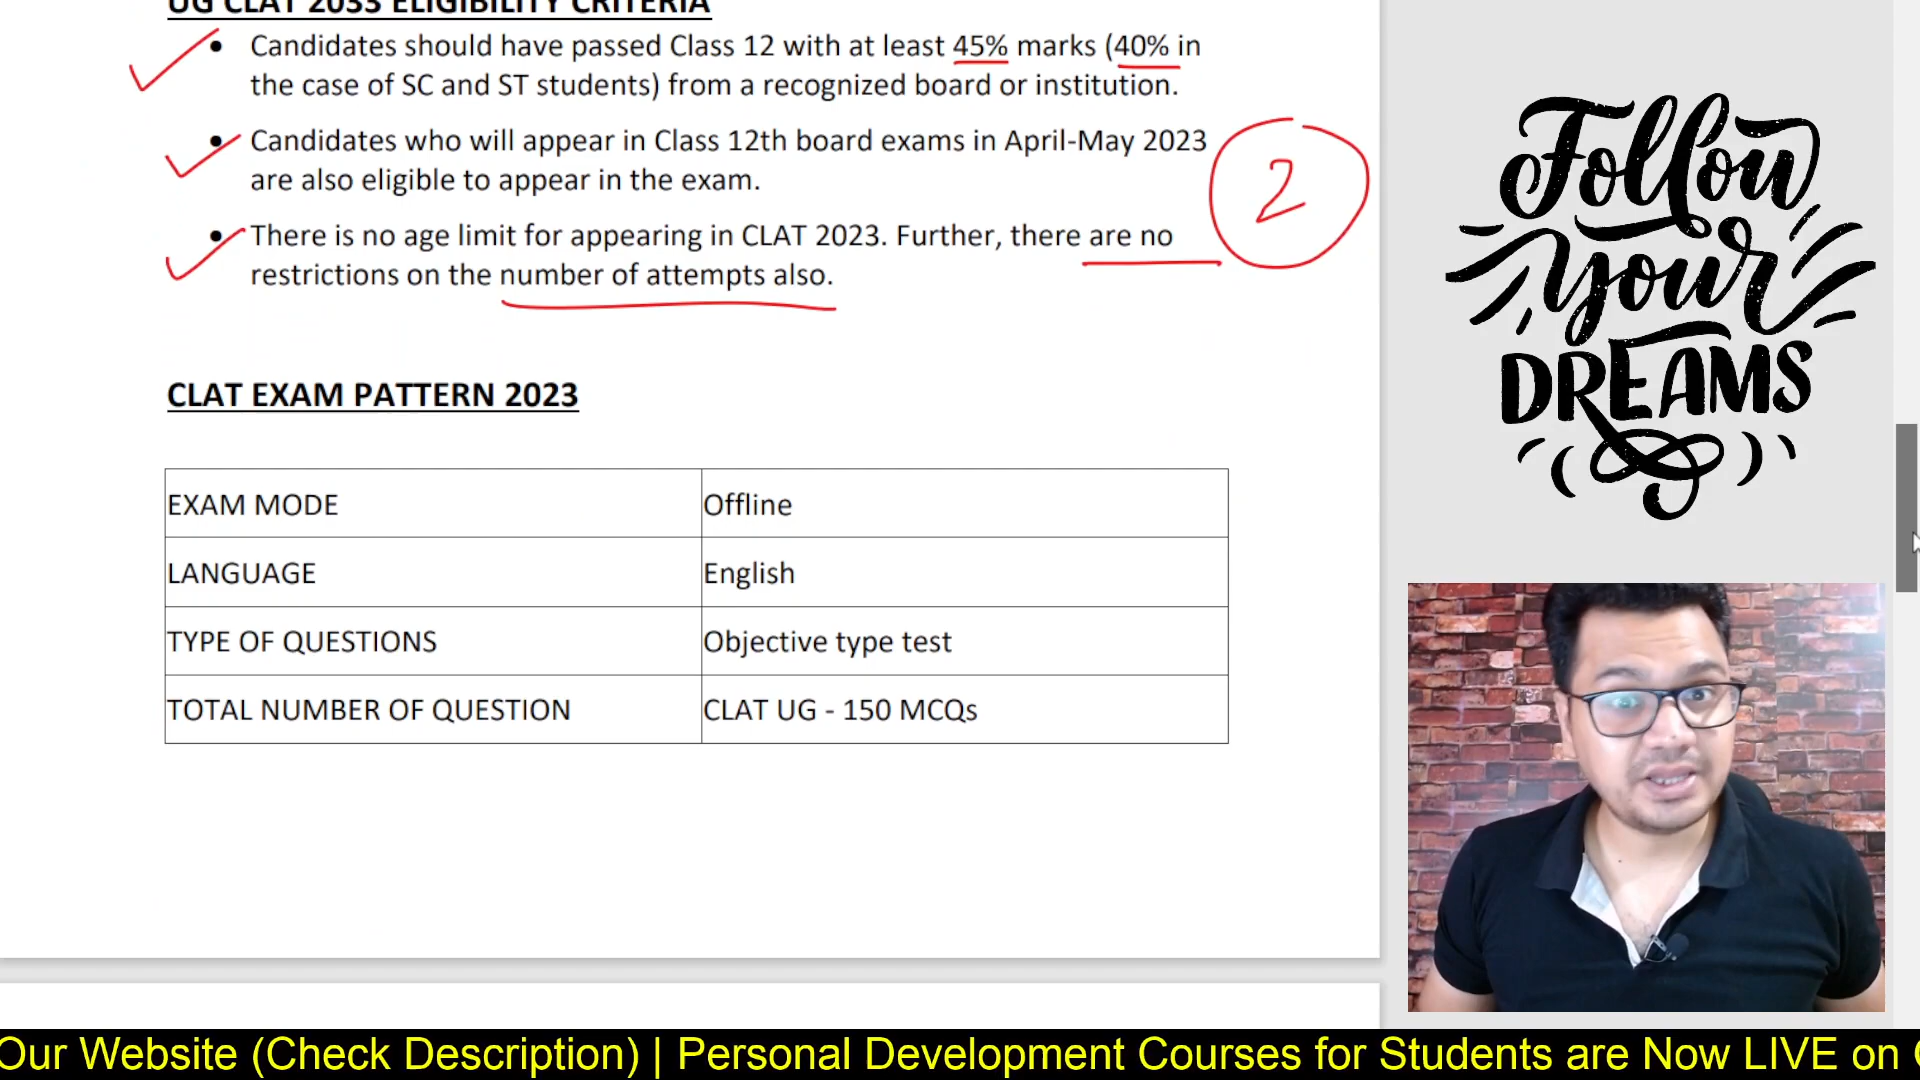 UG CLAT 2033 ELIGIBILITY CRITERIA
• Candidates should have passed Class 12 with at least 45% marks (40% in
the case of SC and ST students) from a recognized board or institution.
• Candidates who will appear in Class 12th board exams in April-May 2023
are also eligible to appear in the exam.
2
• There is no age limit for appearing in CLAT 2023. Further, there are no
restrictions on the number of attempts also.
CLAT EXAM PATTERN 2023
EXAM MODE Offline
LANGUAGE English
TYPE OF QUESTIONS Objective type test
TOTAL NUMBER OF QUESTION CLAT UG - 150 MCQs
Follow
Your
DREAMS
Our Website (Check Description) | Personal Development Courses for Students are Now LIVE on